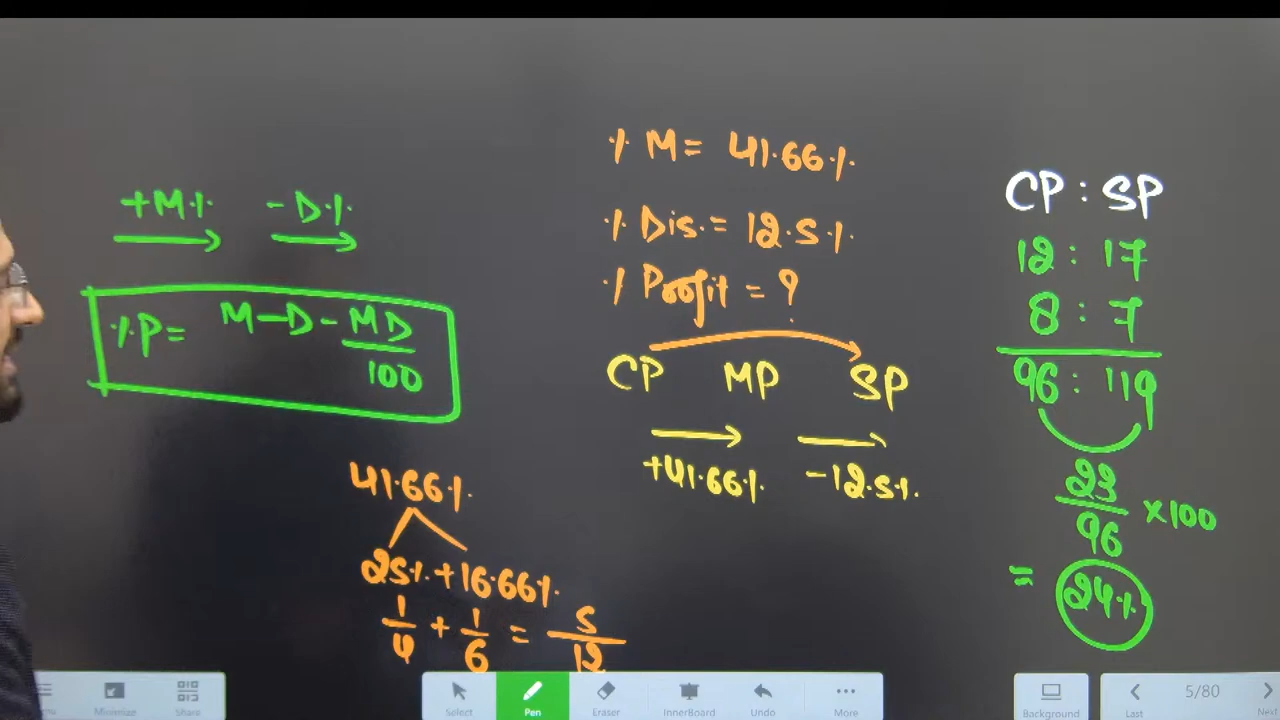 +M% -D%
%P = M-D-MD/100
% M = 41.66%
% Dis. = 12.5%
% Profit = ?
CP MP SP
+41.66% -12.5%
41.66%
25% + 16.66%
1/4 + 1/6 = 5/12
CP : SP
12 : 17
8 : 7
96 : 119
23/96 ×100
= 24%
Minimize
Share
Select
Pen
Eraser
InnerBoard
Undo
More
Background
Last
5/80
Next